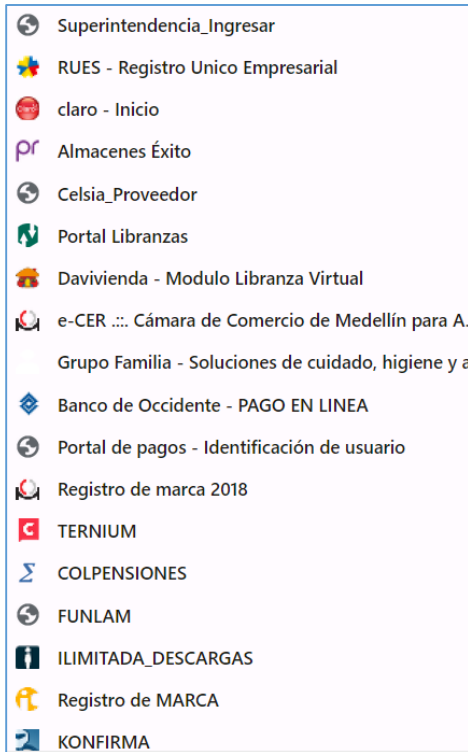 Superintendencia_Ingresar
RUES - Registro Unico Empresarial
claro - Inicio
Almacenes Éxito
Celsia_Proveedor
Portal Libranzas
Davivienda - Modulo Libranza Virtual
e-CER .::. Cámara de Comercio de Medellín para A.
Grupo Familia - Soluciones de cuidado, higiene y a
Banco de Occidente - PAGO EN LINEA
Portal de pagos - Identificación de usuario
Registro de marca 2018
TERNIUM
COLPENSIONES
FUNLAM
ILIMITADA_DESCARGAS
Registro de MARCA
KONFIRMA